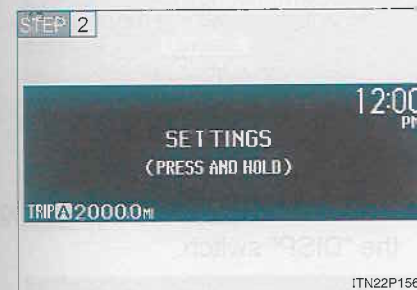 STEP 2
12:00
PM
SETTINGS
(PRESS AND HOLD)
TRIP A 2000.0 MI
the "DISP" switch.
ITN22P156